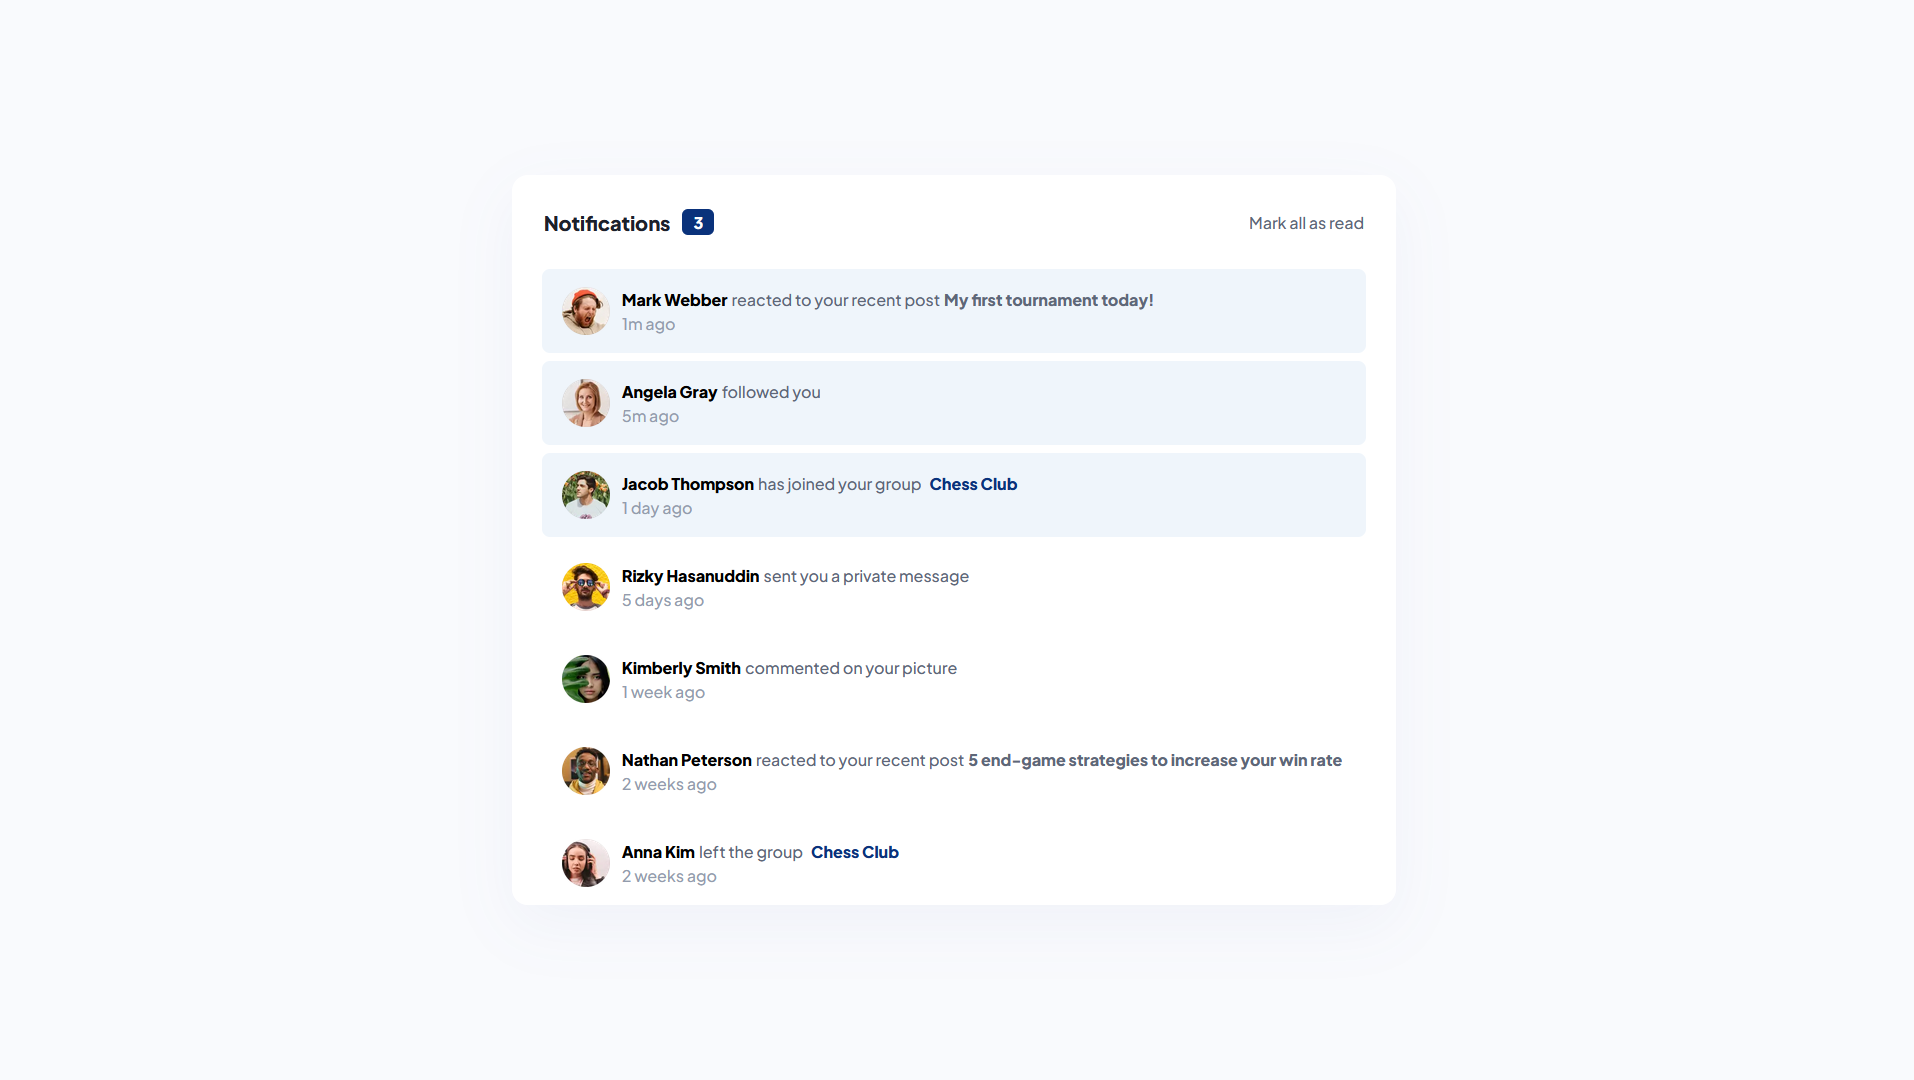 Notifications 3
Mark all as read
Mark Webber reacted to your recent post My first tournament today!
1m ago
Angela Gray followed you
5m ago
Jacob Thompson has joined your group Chess Club
1 day ago
Rizky Hasanuddin sent you a private message
5 days ago
Kimberly Smith commented on your picture
1 week ago
Nathan Peterson reacted to your recent post 5 end-game strategies to increase your win rate
2 weeks ago
Anna Kim left the group Chess Club
2 weeks ago